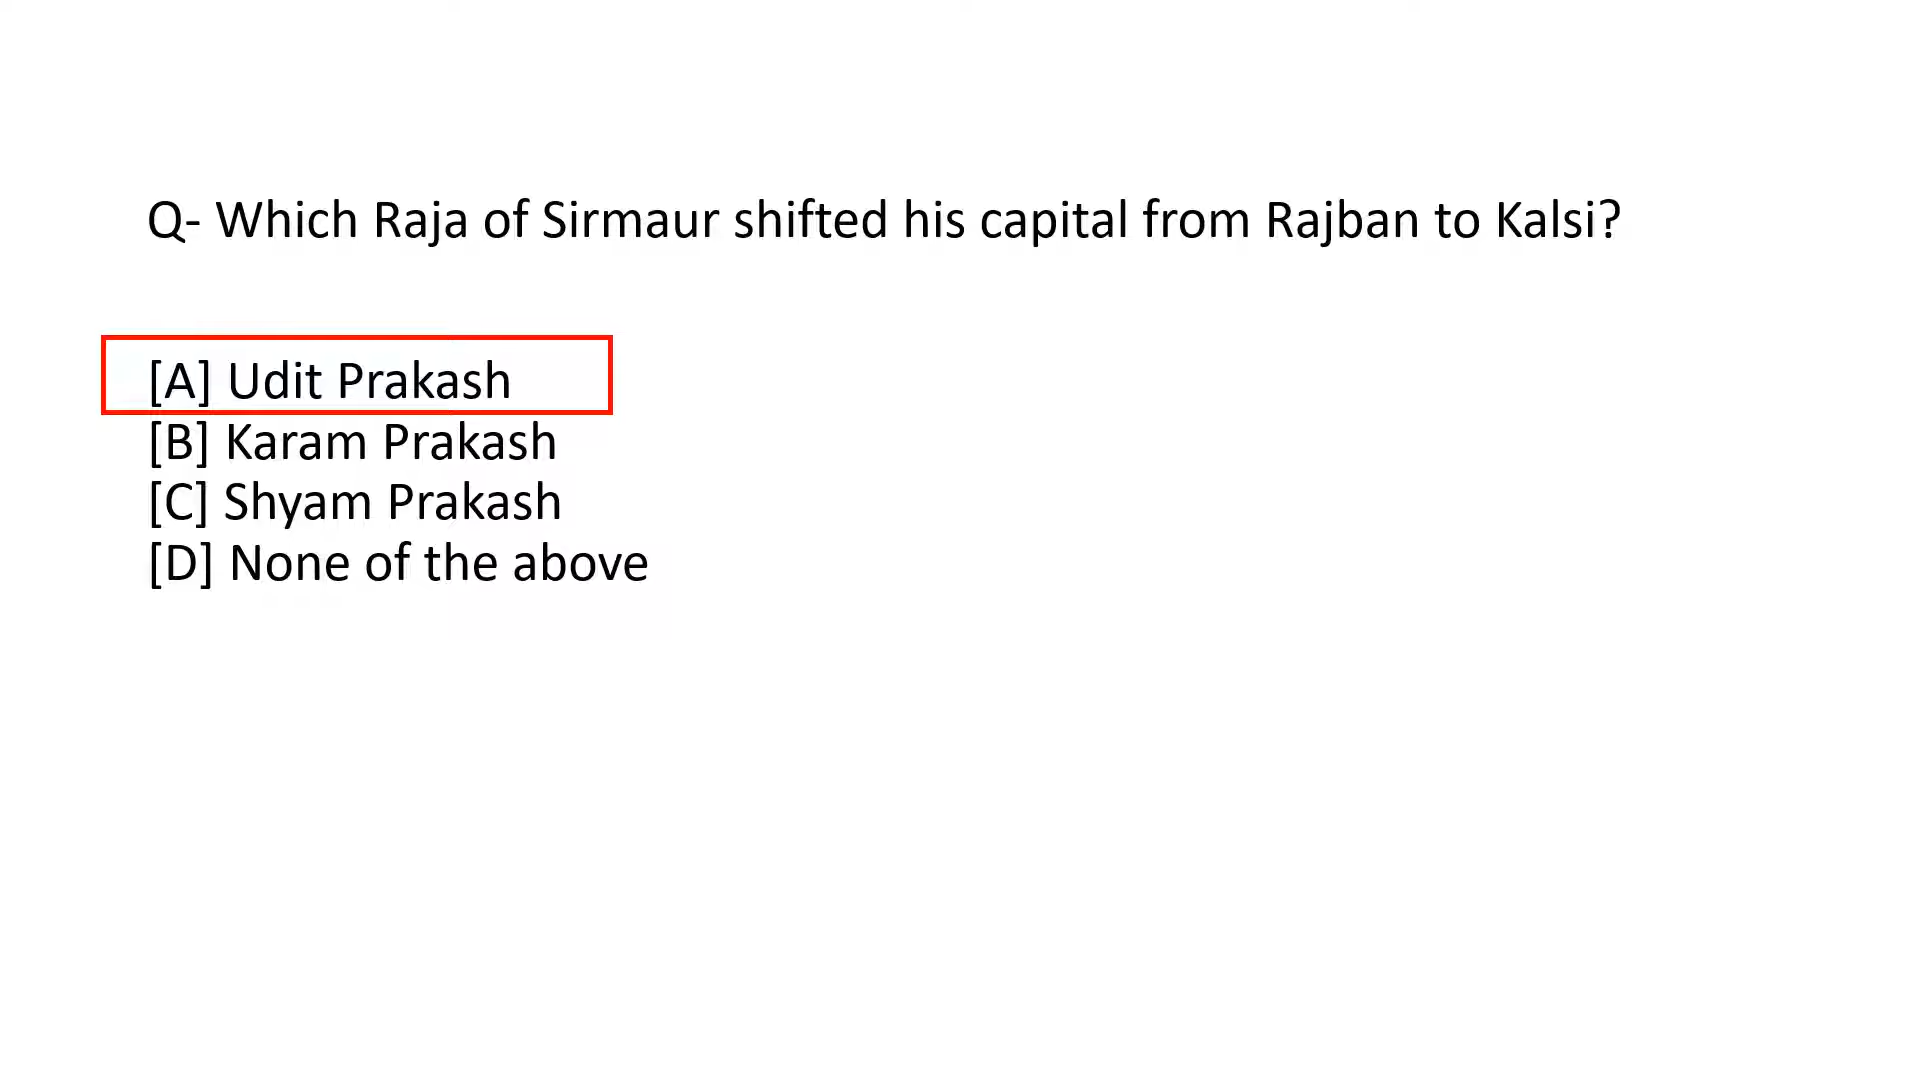 Q- Which Raja of Sirmaur shifted his capital from Rajban to Kalsi?
[A] Udit Prakash
[B] Karam Prakash
[C] Shyam Prakash
[D] None of the above